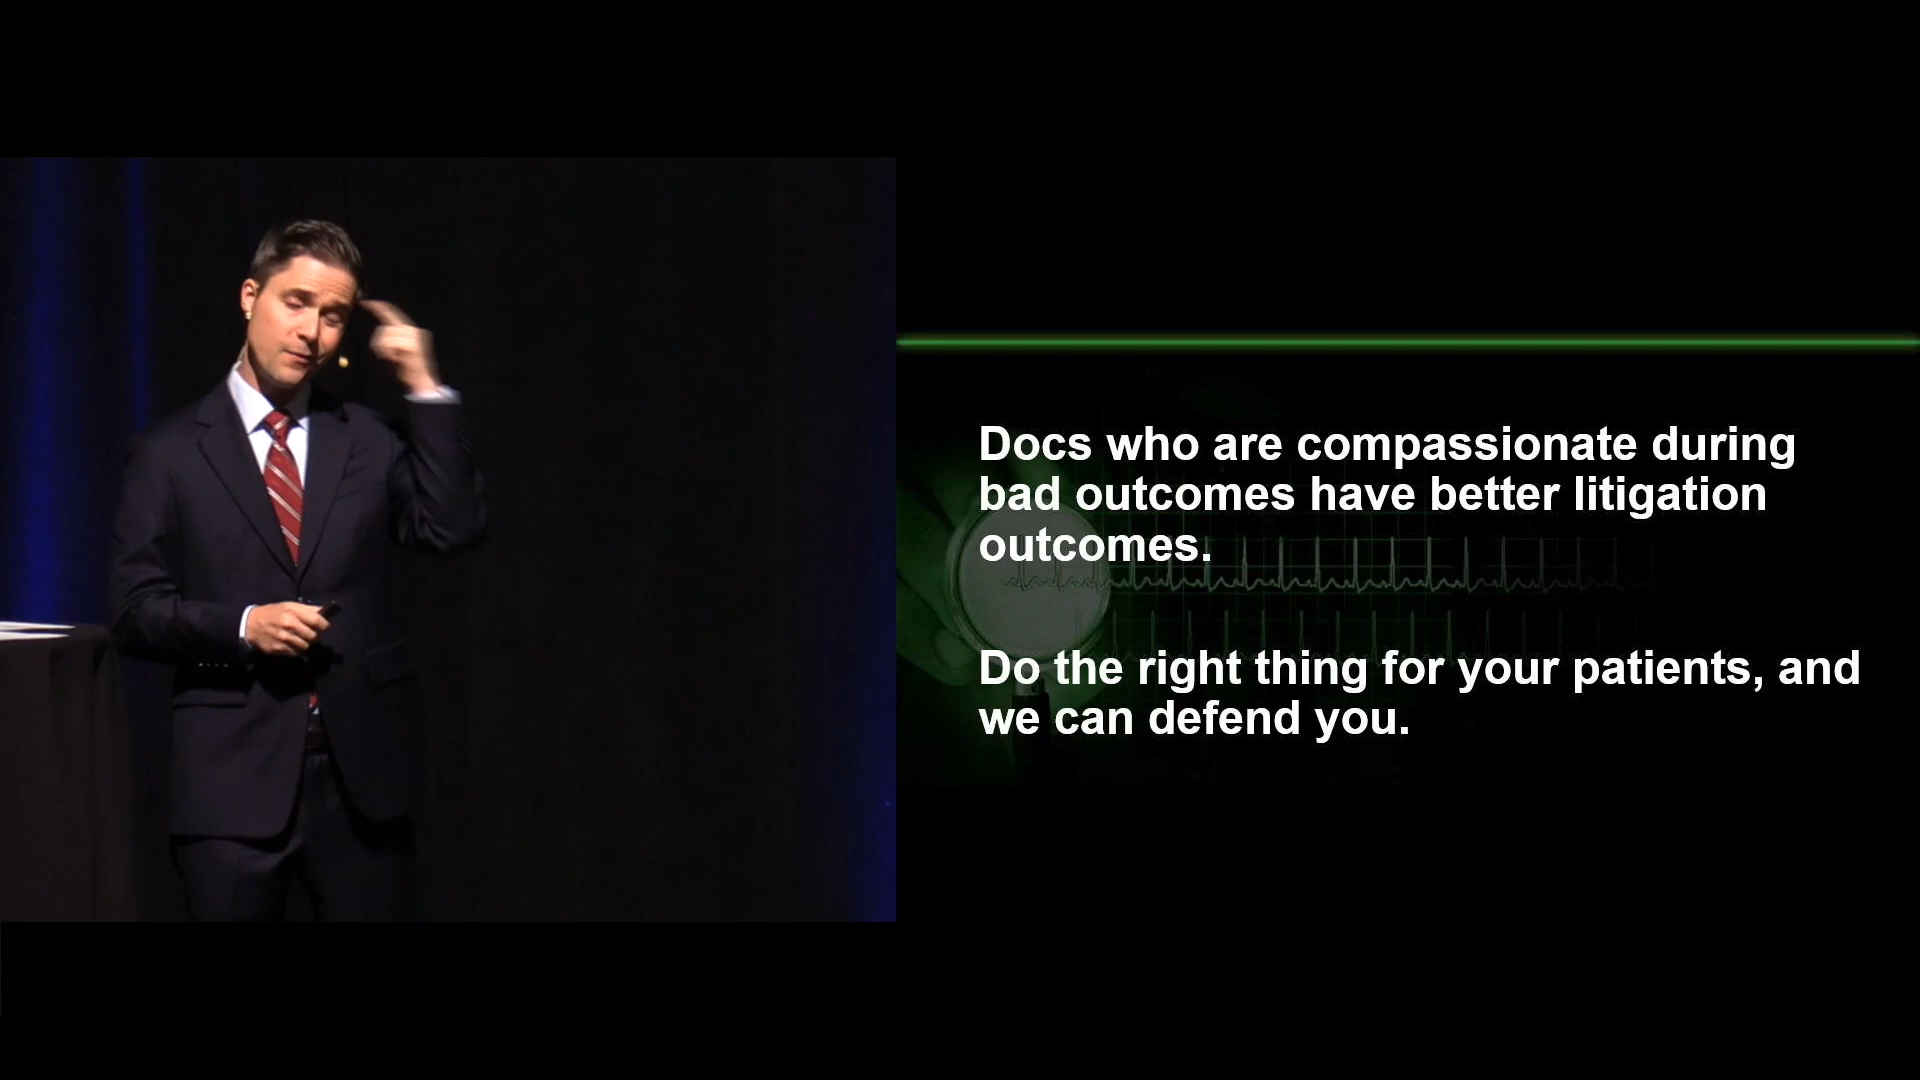 Docs who are compassionate during
bad outcomes have better litigation
outcomes.
Do the right thing for your patients, and
we can defend you.